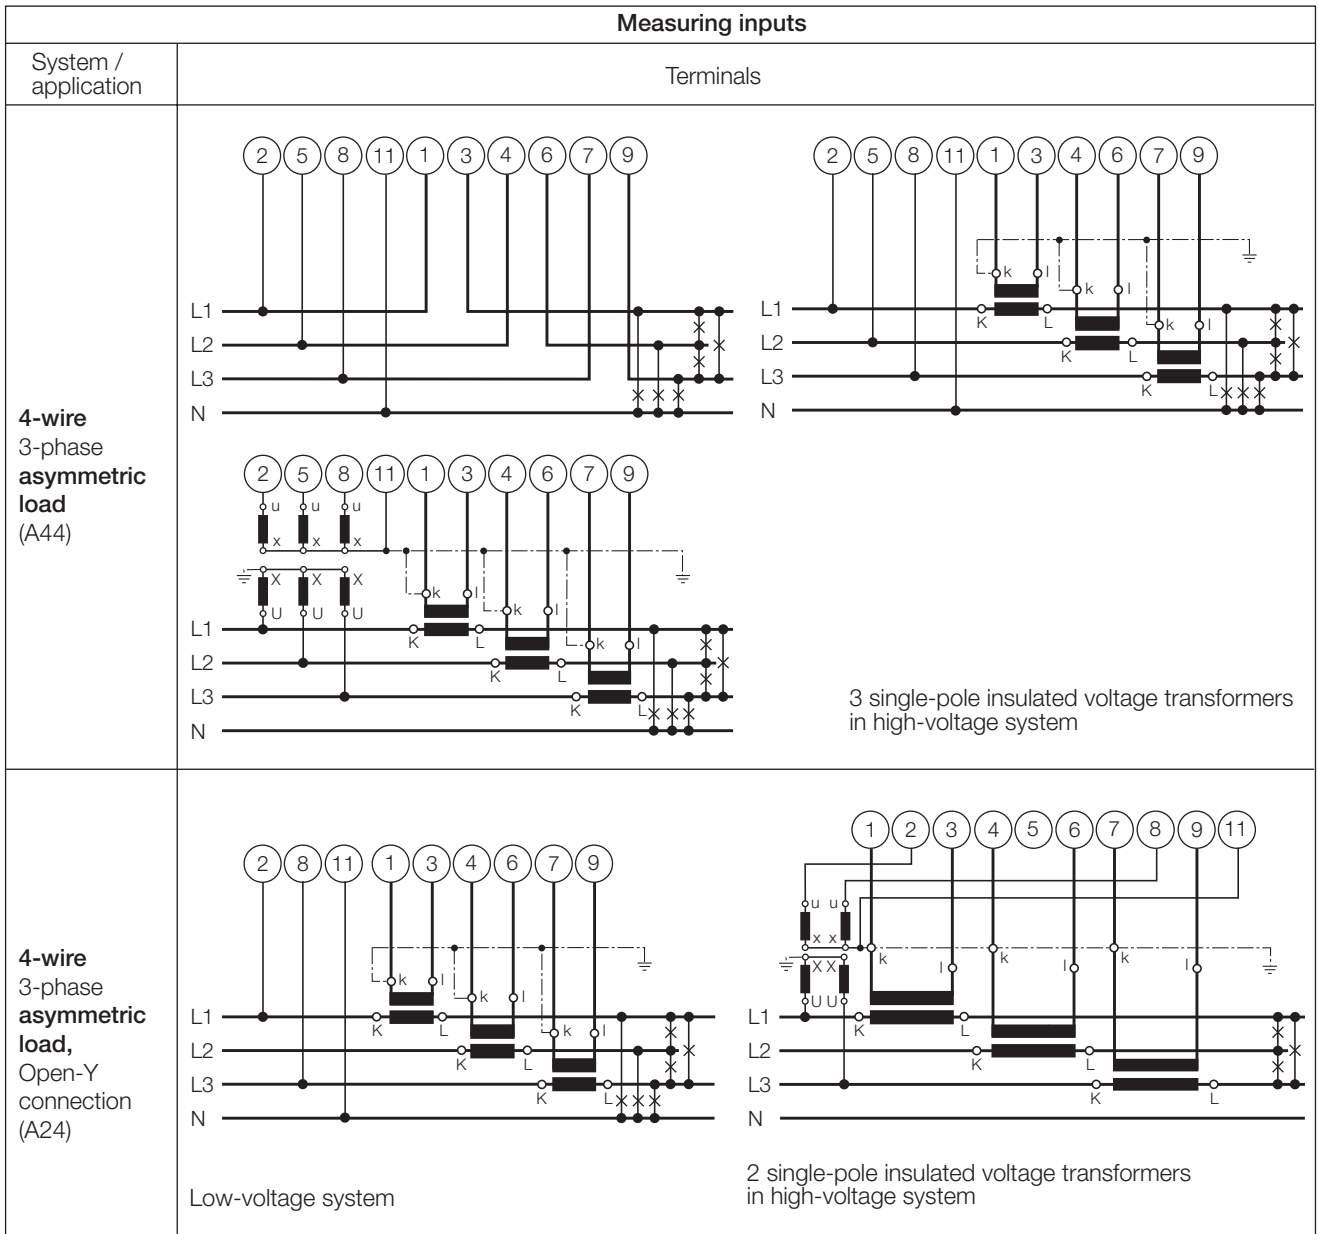 Measuring inputs
System / application
Terminals
4-wire
3-phase
asymmetric
load
(A44)
2 5 8 11 1 3 4 6 7 9
L1
L2
L3
N
2 5 8 11 1 3 4 6 7 9
k l
k l
k l
L1 K L
L2 K L
L3 K L
N
2 5 8 11 1 3 4 6 7 9
u u u
x x x
X X X
U U U
k l
k l
k l
L1 K L
L2 K L
L3 K L
N
3 single-pole insulated voltage transformers
in high-voltage system
4-wire
3-phase
asymmetric
load,
Open-Y
connection
(A24)
2 8 11 1 3 4 6 7 9
k l
k l
k l
L1 K L
L2 K L
L3 K L
N
Low-voltage system
1 2 3 4 5 6 7 8 9 11
u u
x x
X X
U U
k l
k l
k l
L1 K L
L2 K L
L3 K L
N
2 single-pole insulated voltage transformers
in high-voltage system